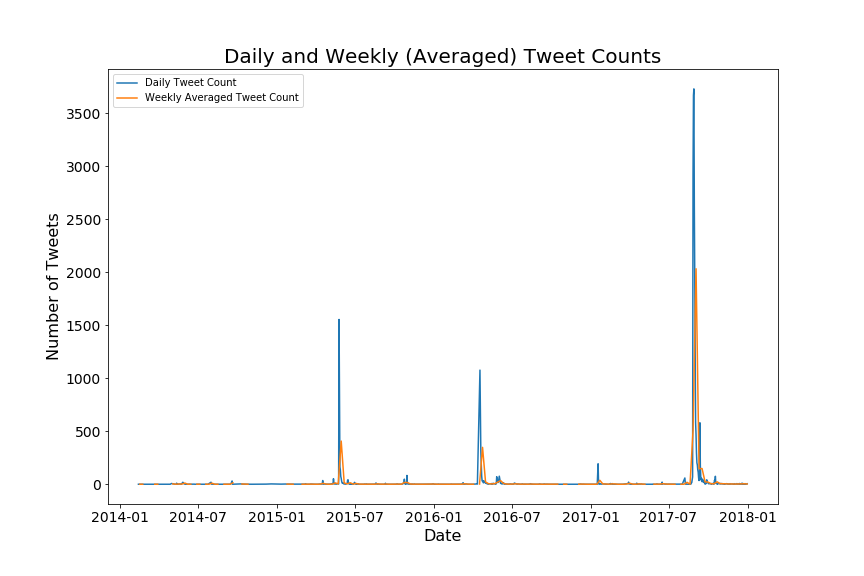 Daily and Weekly (Averaged) Tweet Counts
Daily Tweet Count
Weekly Averaged Tweet Count
Number of Tweets
3500
3000
2500
2000
1500
1000
500
0
2014-01 2014-07 2015-01 2015-07 2016-01 2016-07 2017-01 2017-07 2018-01
Date